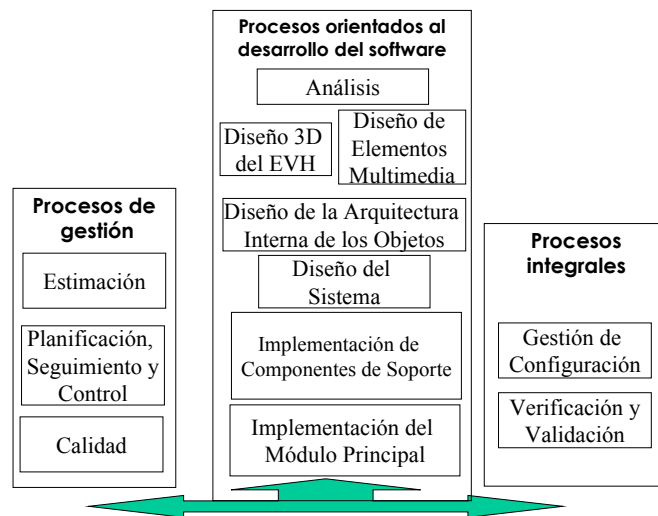 Procesos de
gestión
Estimación
Planificación,
Seguimiento y
Control
Calidad
Procesos orientados al
desarrollo del software
Análisis
Diseño 3D
del EVH
Diseño de
Elementos
Multimedia
Diseño de la Arquitectura
Interna de los Objetos
Diseño del
Sistema
Implementación de
Componentes de Soporte
Implementación del
Módulo Principal
Procesos
integrales
Gestión de
Configuración
Verificación y
Validación